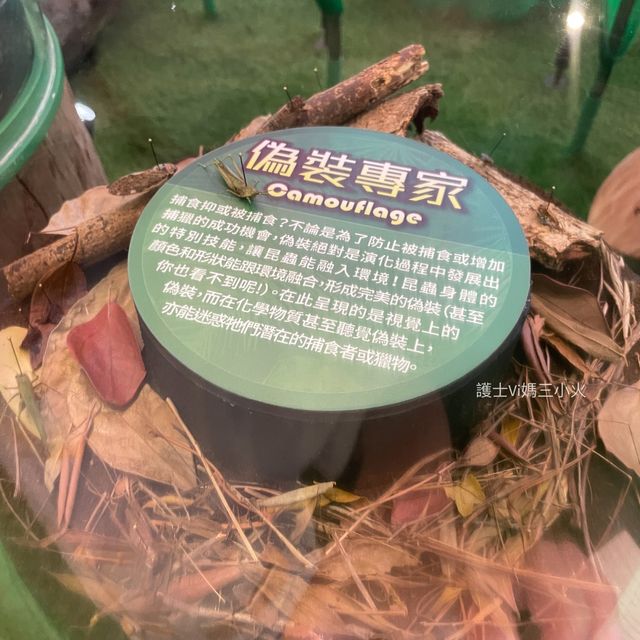 偽裝專家
Camouflage
捕食抑或被捕食？不論是為了防止被捕食或增加
捕獵的成功機會，偽裝絕對是演化過程中發展出
的特別技能，讓昆蟲能融入環境！昆蟲身體的
顏色和形狀能跟環境融合，形成完美的偽裝（甚至
你也看不到呢！）。在此呈現的是視覺上的
偽裝，而在化學物質甚至聽覺偽裝上，
亦能迷惑牠們潛在的捕食者或獵物。
護士Vi媽三小火